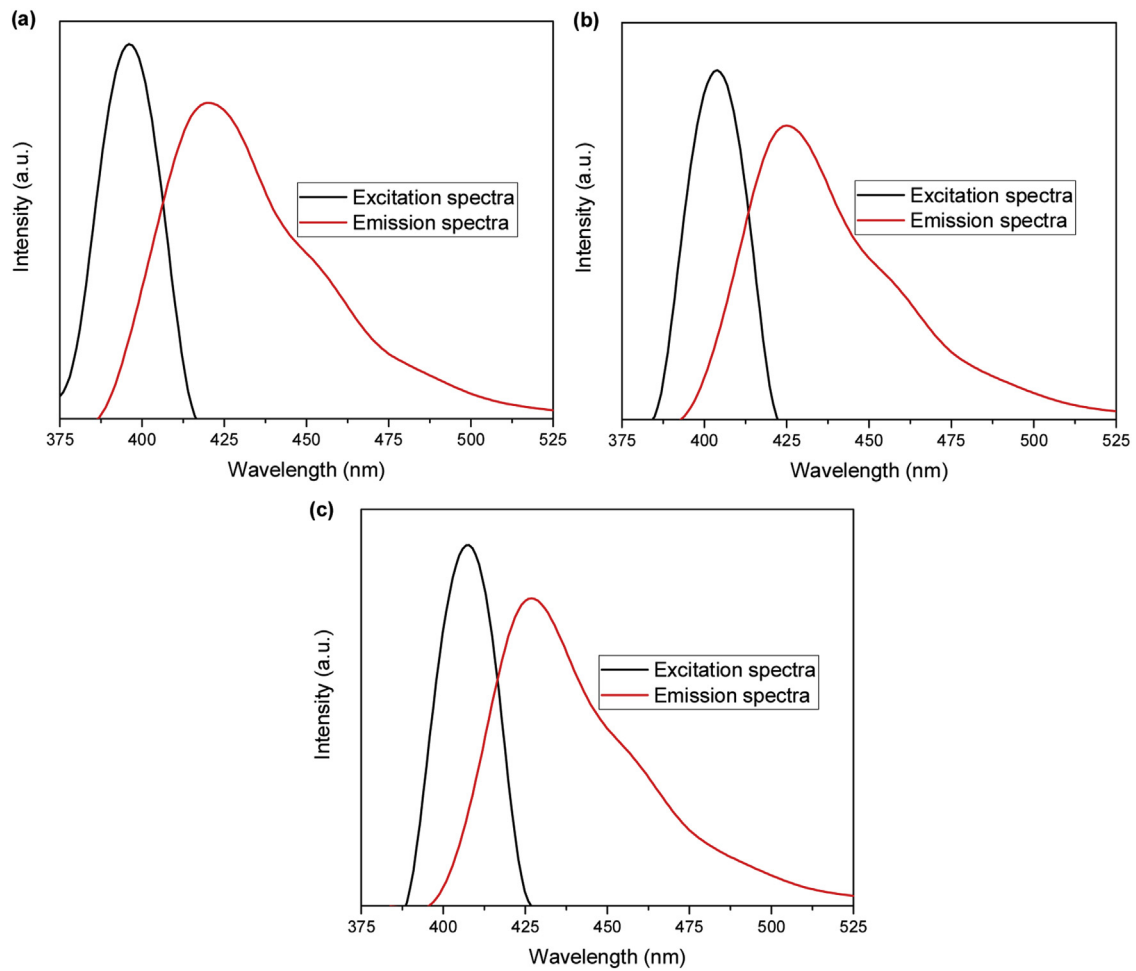 (a)
Intensity (a.u.)
Excitation spectra
Emission spectra
375 400 425 450 475 500 525
Wavelength (nm)
(b)
Intensity (a.u.)
Excitation spectra
Emission spectra
375 400 425 450 475 500 525
Wavelength (nm)
(c)
Intensity (a.u.)
Excitation spectra
Emission spectra
375 400 425 450 475 500 525
Wavelength (nm)